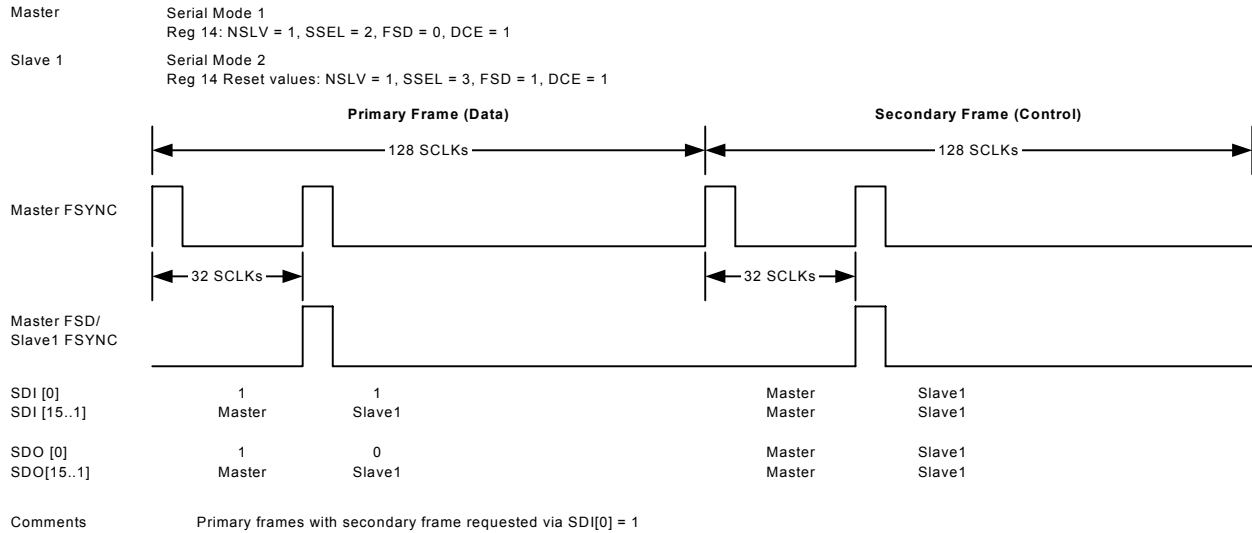 Master Serial Mode 1
Reg 14: NSLV = 1, SSEL = 2, FSD = 0, DCE = 1
Slave 1 Serial Mode 2
Reg 14 Reset values: NSLV = 1, SSEL = 3, FSD = 1, DCE = 1
Primary Frame (Data) Secondary Frame (Control)
128 SCLKs 128 SCLKs
Master FSYNC
32 SCLKs 32 SCLKs
Master FSD/
Slave1 FSYNC
SDI [0] 1 1 Master Slave1
SDI [15..1] Master Slave1 Master Slave1
SDO [0] 1 0 Master Slave1
SDO[15..1] Master Slave1 Master Slave1
Comments Primary frames with secondary frame requested via SDI[0] = 1